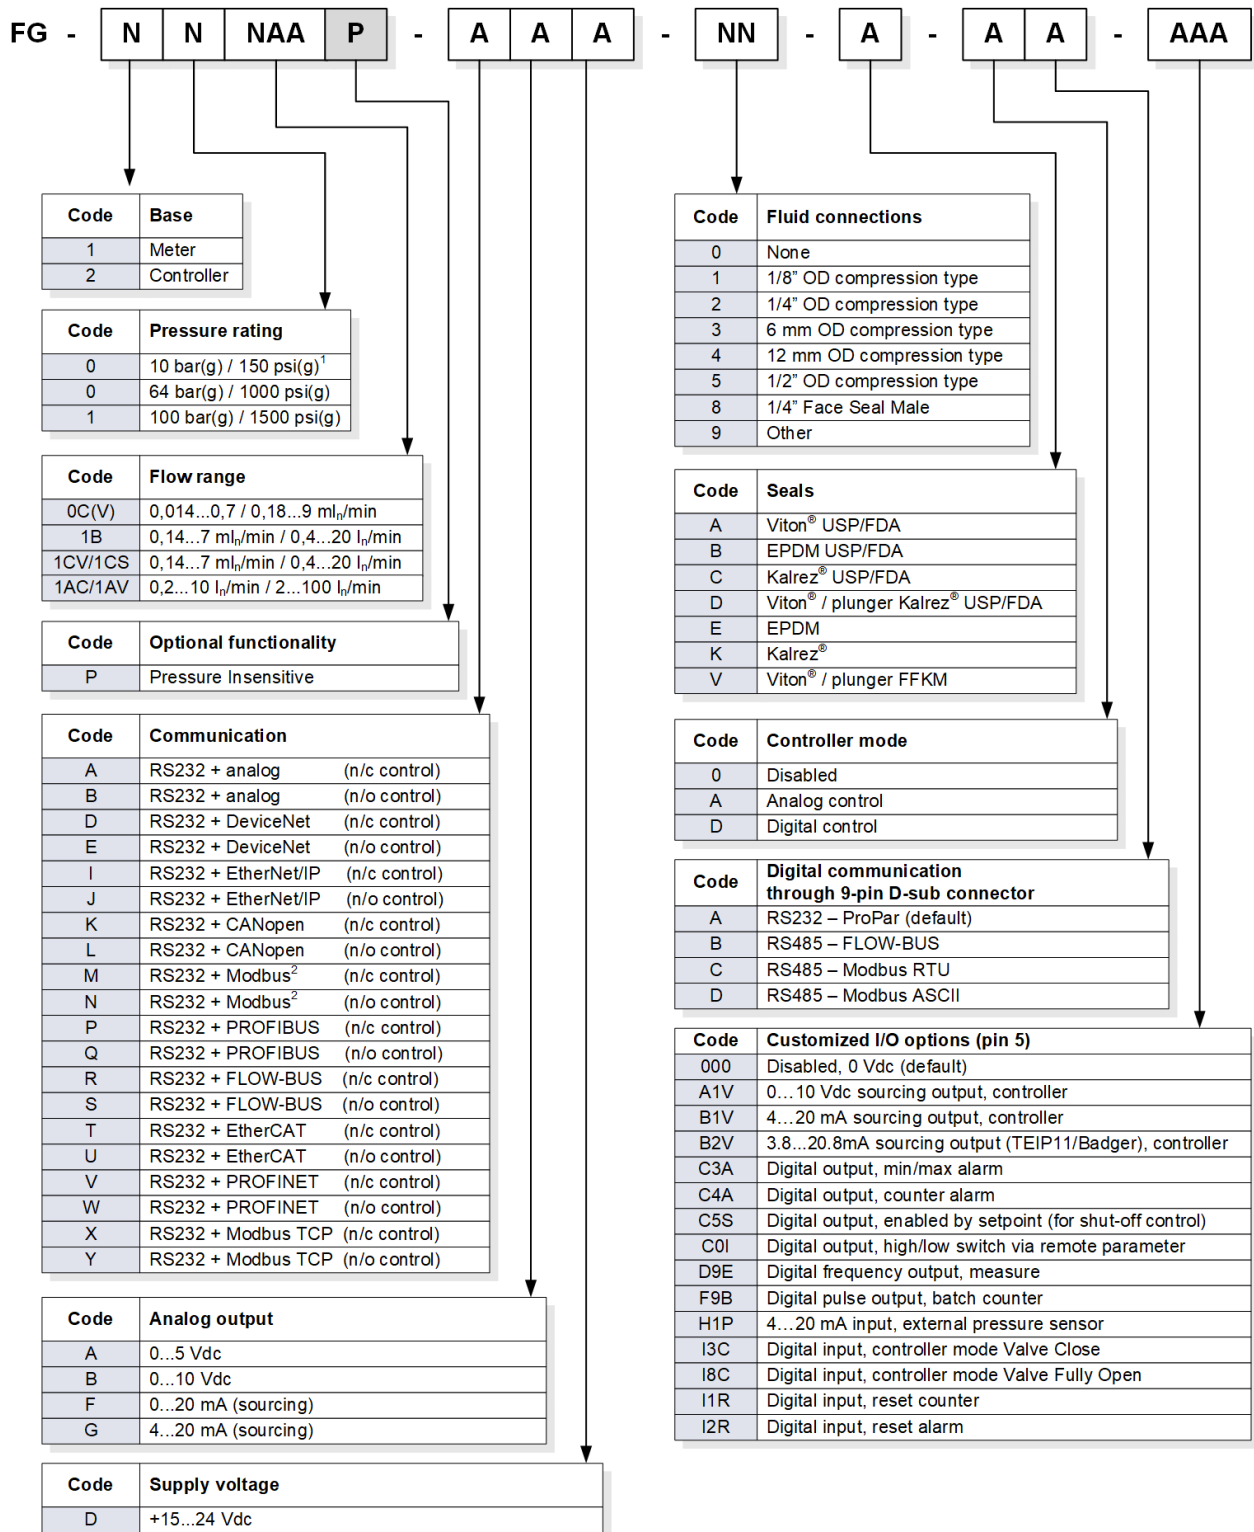 FG - N N NAA P - A A A - NN - A - A A - AAA
Code Base
1 Meter
2 Controller
Code Pressure rating
0 10 bar(g) / 150 psi(g)¹
0 64 bar(g) / 1000 psi(g)
1 100 bar(g) / 1500 psi(g)
Code Flow range
0C(V) 0,014...0,7 / 0,18...9 mlₙ/min
1B 0,14...7 mlₙ/min / 0,4...20 lₙ/min
1CV/1CS 0,14...7 mlₙ/min / 0,4...20 lₙ/min
1AC/1AV 0,2...10 lₙ/min / 2...100 lₙ/min
Code Optional functionality
P Pressure Insensitive
Code Communication
A RS232 + analog (n/c control)
B RS232 + analog (n/o control)
D RS232 + DeviceNet (n/c control)
E RS232 + DeviceNet (n/o control)
I RS232 + EtherNet/IP (n/c control)
J RS232 + EtherNet/IP (n/o control)
K RS232 + CANopen (n/c control)
L RS232 + CANopen (n/o control)
M RS232 + Modbus² (n/c control)
N RS232 + Modbus² (n/o control)
P RS232 + PROFIBUS (n/c control)
Q RS232 + PROFIBUS (n/o control)
R RS232 + FLOW-BUS (n/c control)
S RS232 + FLOW-BUS (n/o control)
T RS232 + EtherCAT (n/c control)
U RS232 + EtherCAT (n/o control)
V RS232 + PROFINET (n/c control)
W RS232 + PROFINET (n/o control)
X RS232 + Modbus TCP (n/c control)
Y RS232 + Modbus TCP (n/o control)
Code Analog output
A 0...5 Vdc
B 0...10 Vdc
F 0...20 mA (sourcing)
G 4...20 mA (sourcing)
Code Supply voltage
D +15...24 Vdc
Code Fluid connections
0 None
1 1/8” OD compression type
2 1/4” OD compression type
3 6 mm OD compression type
4 12 mm OD compression type
5 1/2” OD compression type
8 1/4” Face Seal Male
9 Other
Code Seals
A Viton® USP/FDA
B EPDM USP/FDA
C Kalrez® USP/FDA
D Viton® / plunger Kalrez® USP/FDA
E EPDM
K Kalrez®
V Viton® / plunger FFKM
Code Controller mode
0 Disabled
A Analog control
D Digital control
Code Digital communication
through 9-pin D-sub connector
A RS232 – ProPar (default)
B RS485 – FLOW-BUS
C RS485 – Modbus RTU
D RS485 – Modbus ASCII
Code Customized I/O options (pin 5)
000 Disabled, 0 Vdc (default)
A1V 0...10 Vdc sourcing output, controller
B1V 4...20 mA sourcing output, controller
B2V 3.8...20.8mA sourcing output (TEIP11/Badger), controller
C3A Digital output, min/max alarm
C4A Digital output, counter alarm
C5S Digital output, enabled by setpoint (for shut-off control)
C0I Digital output, high/low switch via remote parameter
D9E Digital frequency output, measure
F9B Digital pulse output, batch counter
H1P 4...20 mA input, external pressure sensor
I3C Digital input, controller mode Valve Close
I8C Digital input, controller mode Valve Fully Open
I1R Digital input, reset counter
I2R Digital input, reset alarm